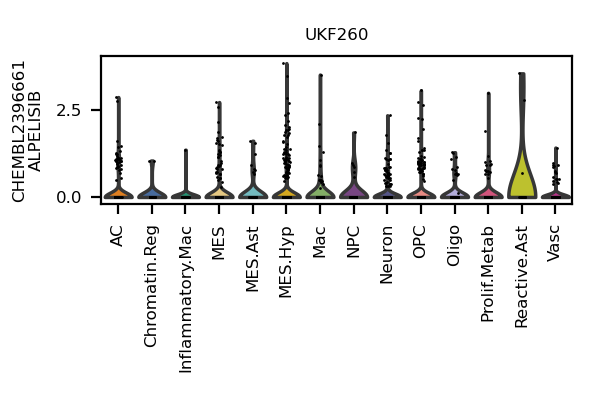 UKF260
CHEMBL2396661
ALPELISIB
2.5
0.0
AC
Chromatin.Reg
Inflammatory.Mac
MES
MES.Ast
MES.Hyp
Mac
NPC
Neuron
OPC
Oligo
Prolif.Metab
Reactive.Ast
Vasc